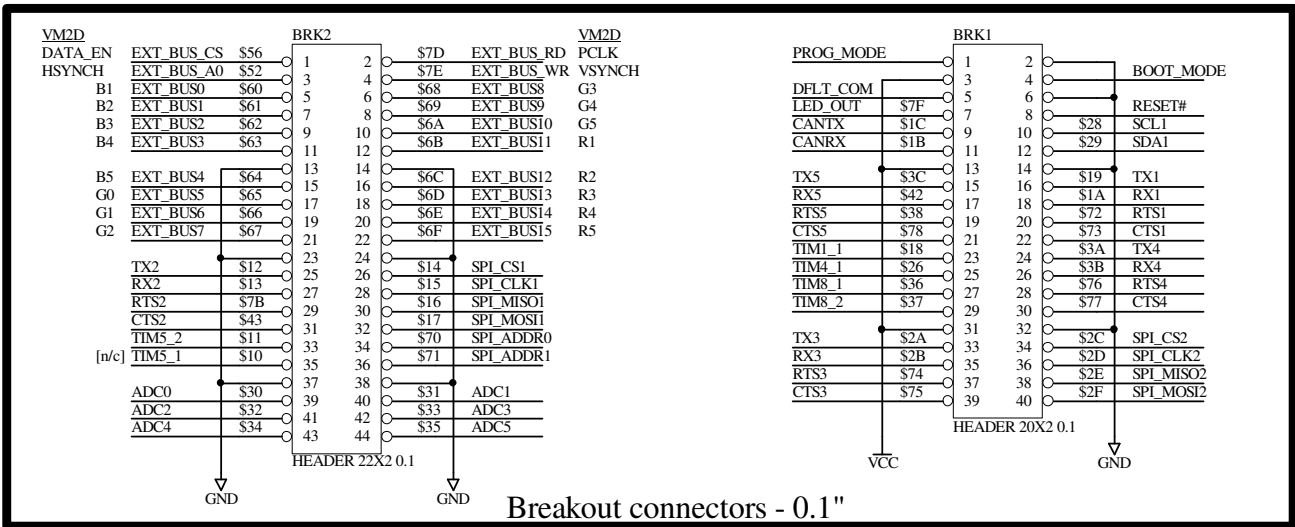 VM2D BRK2 VM2D
DATA_EN EXT_BUS_CS $56 1 2 $7D EXT_BUS_RD PCLK
HSYNCH EXT_BUS_A0 $52 3 4 $7E EXT_BUS_WR VSYNCH
B1 EXT_BUS0 $60 5 6 $68 EXT_BUS8 G3
B2 EXT_BUS1 $61 7 8 $69 EXT_BUS9 G4
B3 EXT_BUS2 $62 9 10 $6A EXT_BUS10 G5
B4 EXT_BUS3 $63 11 12 $6B EXT_BUS11 R1
13 14
B5 EXT_BUS4 $64 15 16 $6C EXT_BUS12 R2
G0 EXT_BUS5 $65 17 18 $6D EXT_BUS13 R3
G1 EXT_BUS6 $66 19 20 $6E EXT_BUS14 R4
G2 EXT_BUS7 $67 21 22 $6F EXT_BUS15 R5
23 24
TX2 $12 25 26 $14 SPI_CS1
RX2 $13 27 28 $15 SPI_CLK1
RTS2 $7B 29 30 $16 SPI_MISO1
CTS2 $43 31 32 $17 SPI_MOSI1
TIM5_2 $11 33 34 $70 SPI_ADDR0
[n/c] TIM5_1 $10 35 36 $71 SPI_ADDR1
37 38
ADC0 $30 39 40 $31 ADC1
ADC2 $32 41 42 $33 ADC3
ADC4 $34 43 44 $35 ADC5
HEADER 22X2 0.1
GND GND
BRK1
PROG_MODE 1 2
3 4 BOOT_MODE
DFLT_COM 5 6
LED_OUT $7F 7 8 RESET#
CANTX $1C 9 10 $28 SCL1
CANRX $1B 11 12 $29 SDA1
13 14
TX5 $3C 15 16 $19 TX1
RX5 $42 17 18 $1A RX1
RTS5 $38 19 20 $72 RTS1
CTS5 $78 21 22 $73 CTS1
TIM1_1 $18 23 24 $3A TX4
TIM4_1 $26 25 26 $3B RX4
TIM8_1 $36 27 28 $76 RTS4
TIM8_2 $37 29 30 $77 CTS4
31 32
TX3 $2A 33 34 $2C SPI_CS2
RX3 $2B 35 36 $2D SPI_CLK2
RTS3 $74 37 38 $2E SPI_MISO2
CTS3 $75 39 40 $2F SPI_MOSI2
HEADER 20X2 0.1
VCC GND
Breakout connectors - 0.1"